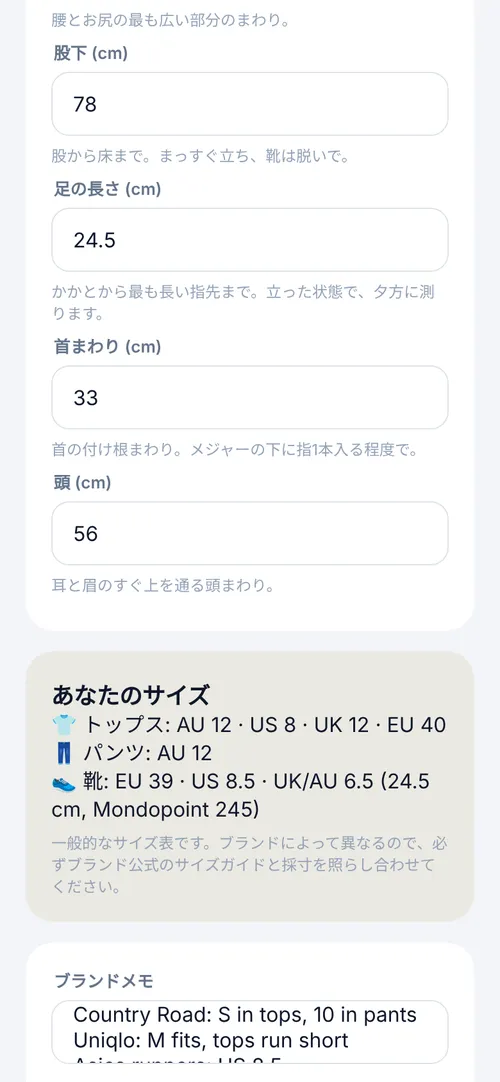 腰とお尻の最も広い部分のまわり。
股下 (cm)
78
股から床まで。まっすぐ立ち、靴は脱いで。
足の長さ (cm)
24.5
かかとから最も長い指先まで。立った状態で、夕方に測
ります。
首まわり (cm)
33
首の付け根まわり。メジャーの下に指1本入る程度で。
頭 (cm)
56
耳と眉のすぐ上を通る頭まわり。
あなたのサイズ
👕 トップス: AU 12 · US 8 · UK 12 · EU 40
👖 パンツ: AU 12
👟 靴: EU 39 · US 8.5 · UK/AU 6.5 (24.5
cm, Mondopoint 245)
一般的なサイズ表です。ブランドによって異なるので、必
ずブランド公式のサイズガイドと採寸を照らし合わせて
ください。
ブランドメモ
Country Road: S in tops, 10 in pants
Uniqlo: M fits, tops run short
Asics runners: US 8.5